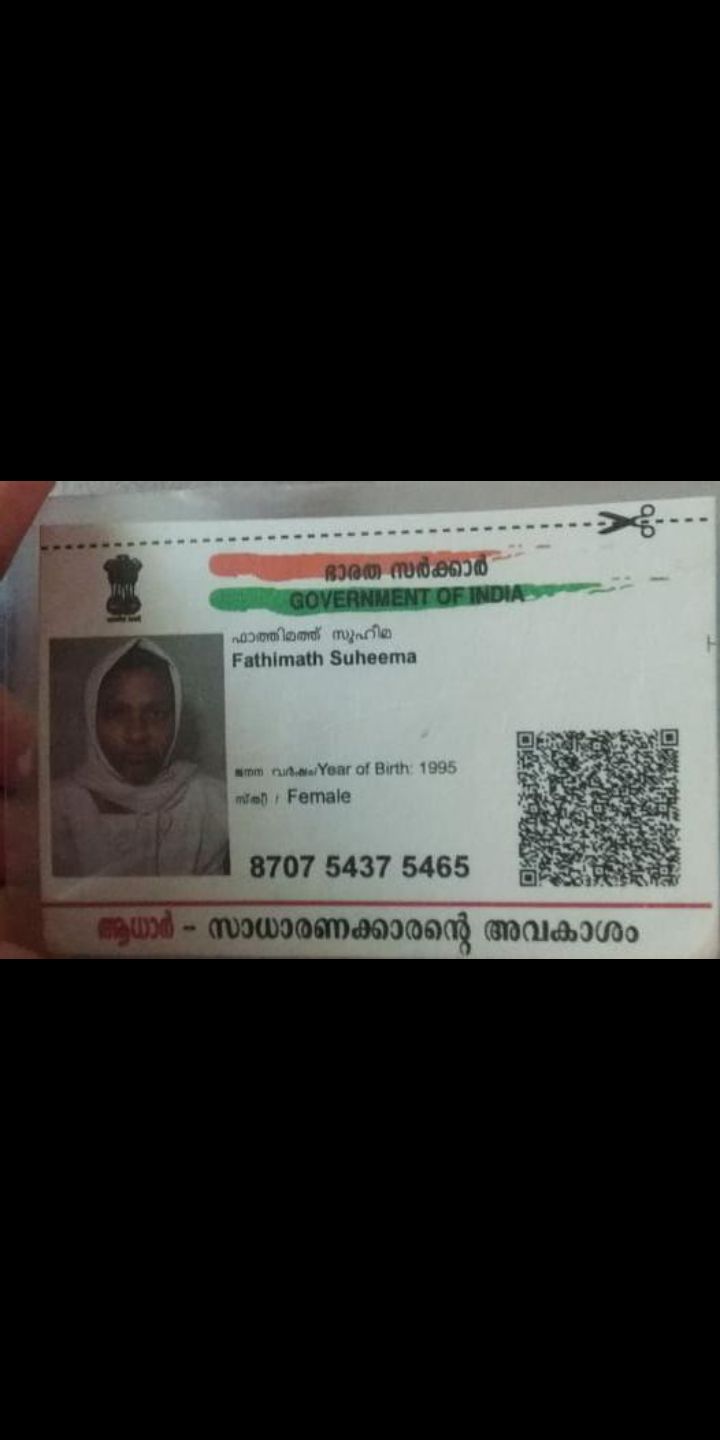 ഭാരത സർക്കാർ
GOVERNMENT OF INDIA
ഫാത്തിമത്ത് സുഹീമ
Fathimath Suheema
ജനന വർഷം/Year of Birth: 1995
സ്ത്രീ / Female
8707 5437 5465
ആധാർ - സാധാരണക്കാരന്റെ അവകാശം